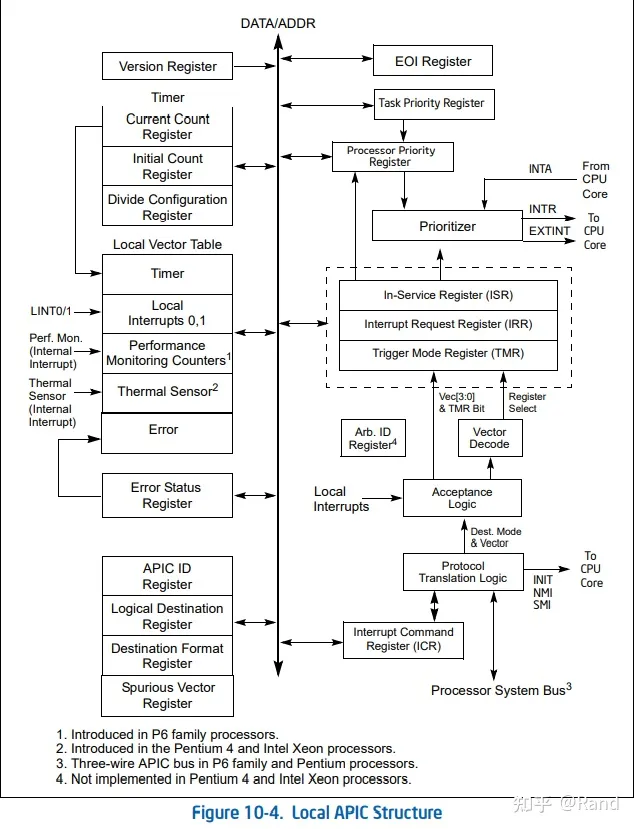 DATA/ADDR
Version Register
EOI Register
Timer
Current Count
Register
Initial Count
Register
Divide Configuration
Register
Task Priority Register
Processor Priority
Register
INTA
From
CPU
Core
Prioritizer
INTR
EXTINT
To
CPU
Core
Local Vector Table
Timer
Local
Interrupts 0,1
Performance
Monitoring Counters1
Thermal Sensor2
Error
LINT0/1
Perf. Mon.
(Internal
Interrupt)
Thermal
Sensor
(Internal
Interrupt)
In-Service Register (ISR)
Interrupt Request Register (IRR)
Trigger Mode Register (TMR)
Vec[3:0]
& TMR Bit
Register
Select
Arb. ID
Register4
Vector
Decode
Error Status
Register
Local
Interrupts
Acceptance
Logic
Dest. Mode
& Vector
Protocol
Translation Logic
To
CPU
Core
INIT
NMI
SMI
APIC ID
Register
Logical Destination
Register
Destination Format
Register
Spurious Vector
Register
Interrupt Command
Register (ICR)
Processor System Bus3
1. Introduced in P6 family processors.
2. Introduced in the Pentium 4 and Intel Xeon processors.
3. Three-wire APIC bus in P6 family and Pentium processors.
4. Not implemented in Pentium 4 and Intel Xeon processors.
知乎 @Rand
Figure 10-4. Local APIC Structure